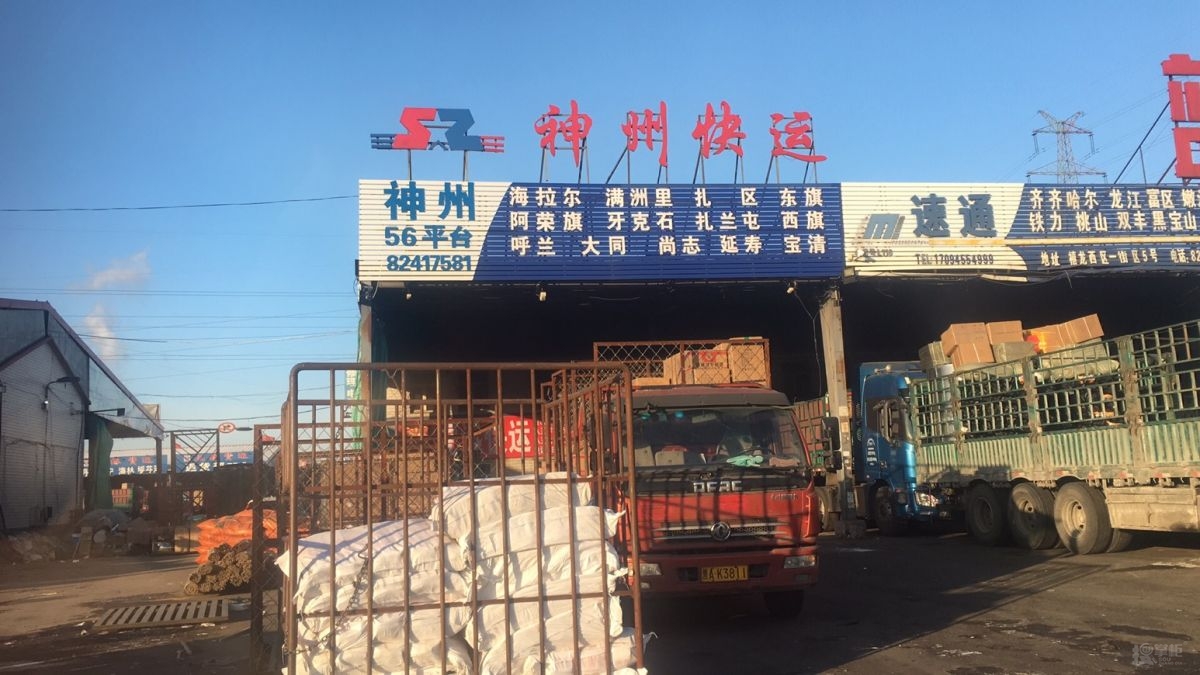 神州快运
神州
56平台
82417581
海拉尔 满洲里 扎 区 东旗
阿荣旗 牙克石 扎兰屯 西旗
呼兰 大同 尚志 延寿 宝清
速通
TEL:17094554999
齐齐哈尔 龙江 富区
铁力 桃山 双丰 黑宝山
DFAC
AK3811